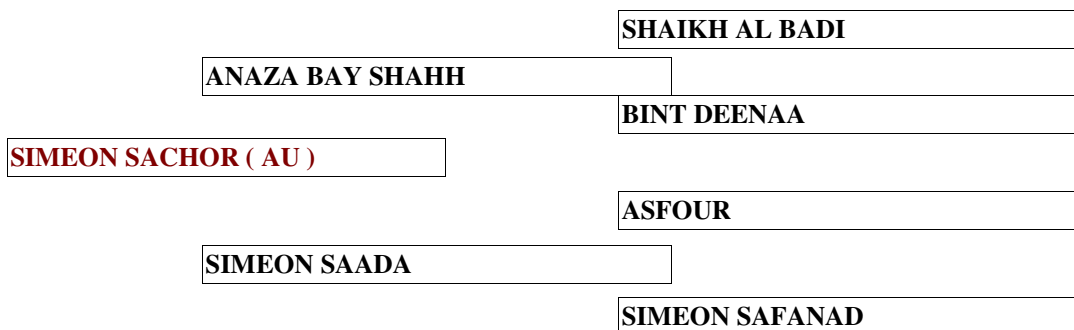 SHAIKH AL BADI
ANAZA BAY SHAHH
BINT DEENAA
SIMEON SACHOR ( AU )
ASFOUR
SIMEON SAADA
SIMEON SAFANAD